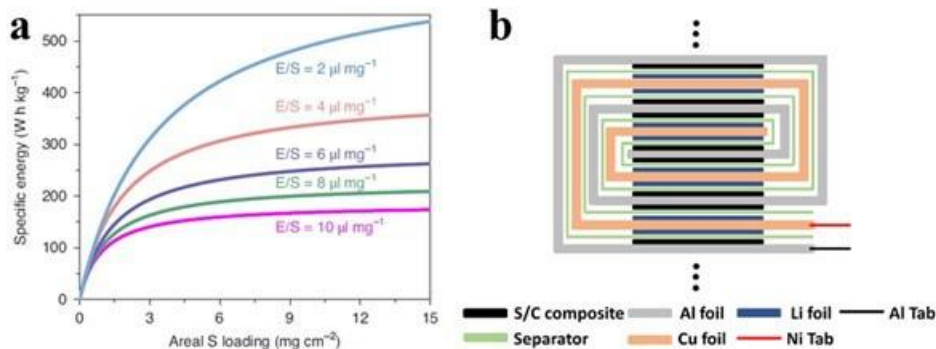 a
500
400
300
200
100
0
Specific energy (W h kg⁻¹)
E/S = 2 µl mg⁻¹
E/S = 4 µl mg⁻¹
E/S = 6 µl mg⁻¹
E/S = 8 µl mg⁻¹
E/S = 10 µl mg⁻¹
0 3 6 9 12 15
Areal S loading (mg cm⁻²)
b
S/C composite Al foil Li foil Al Tab
Separator Cu foil Ni Tab